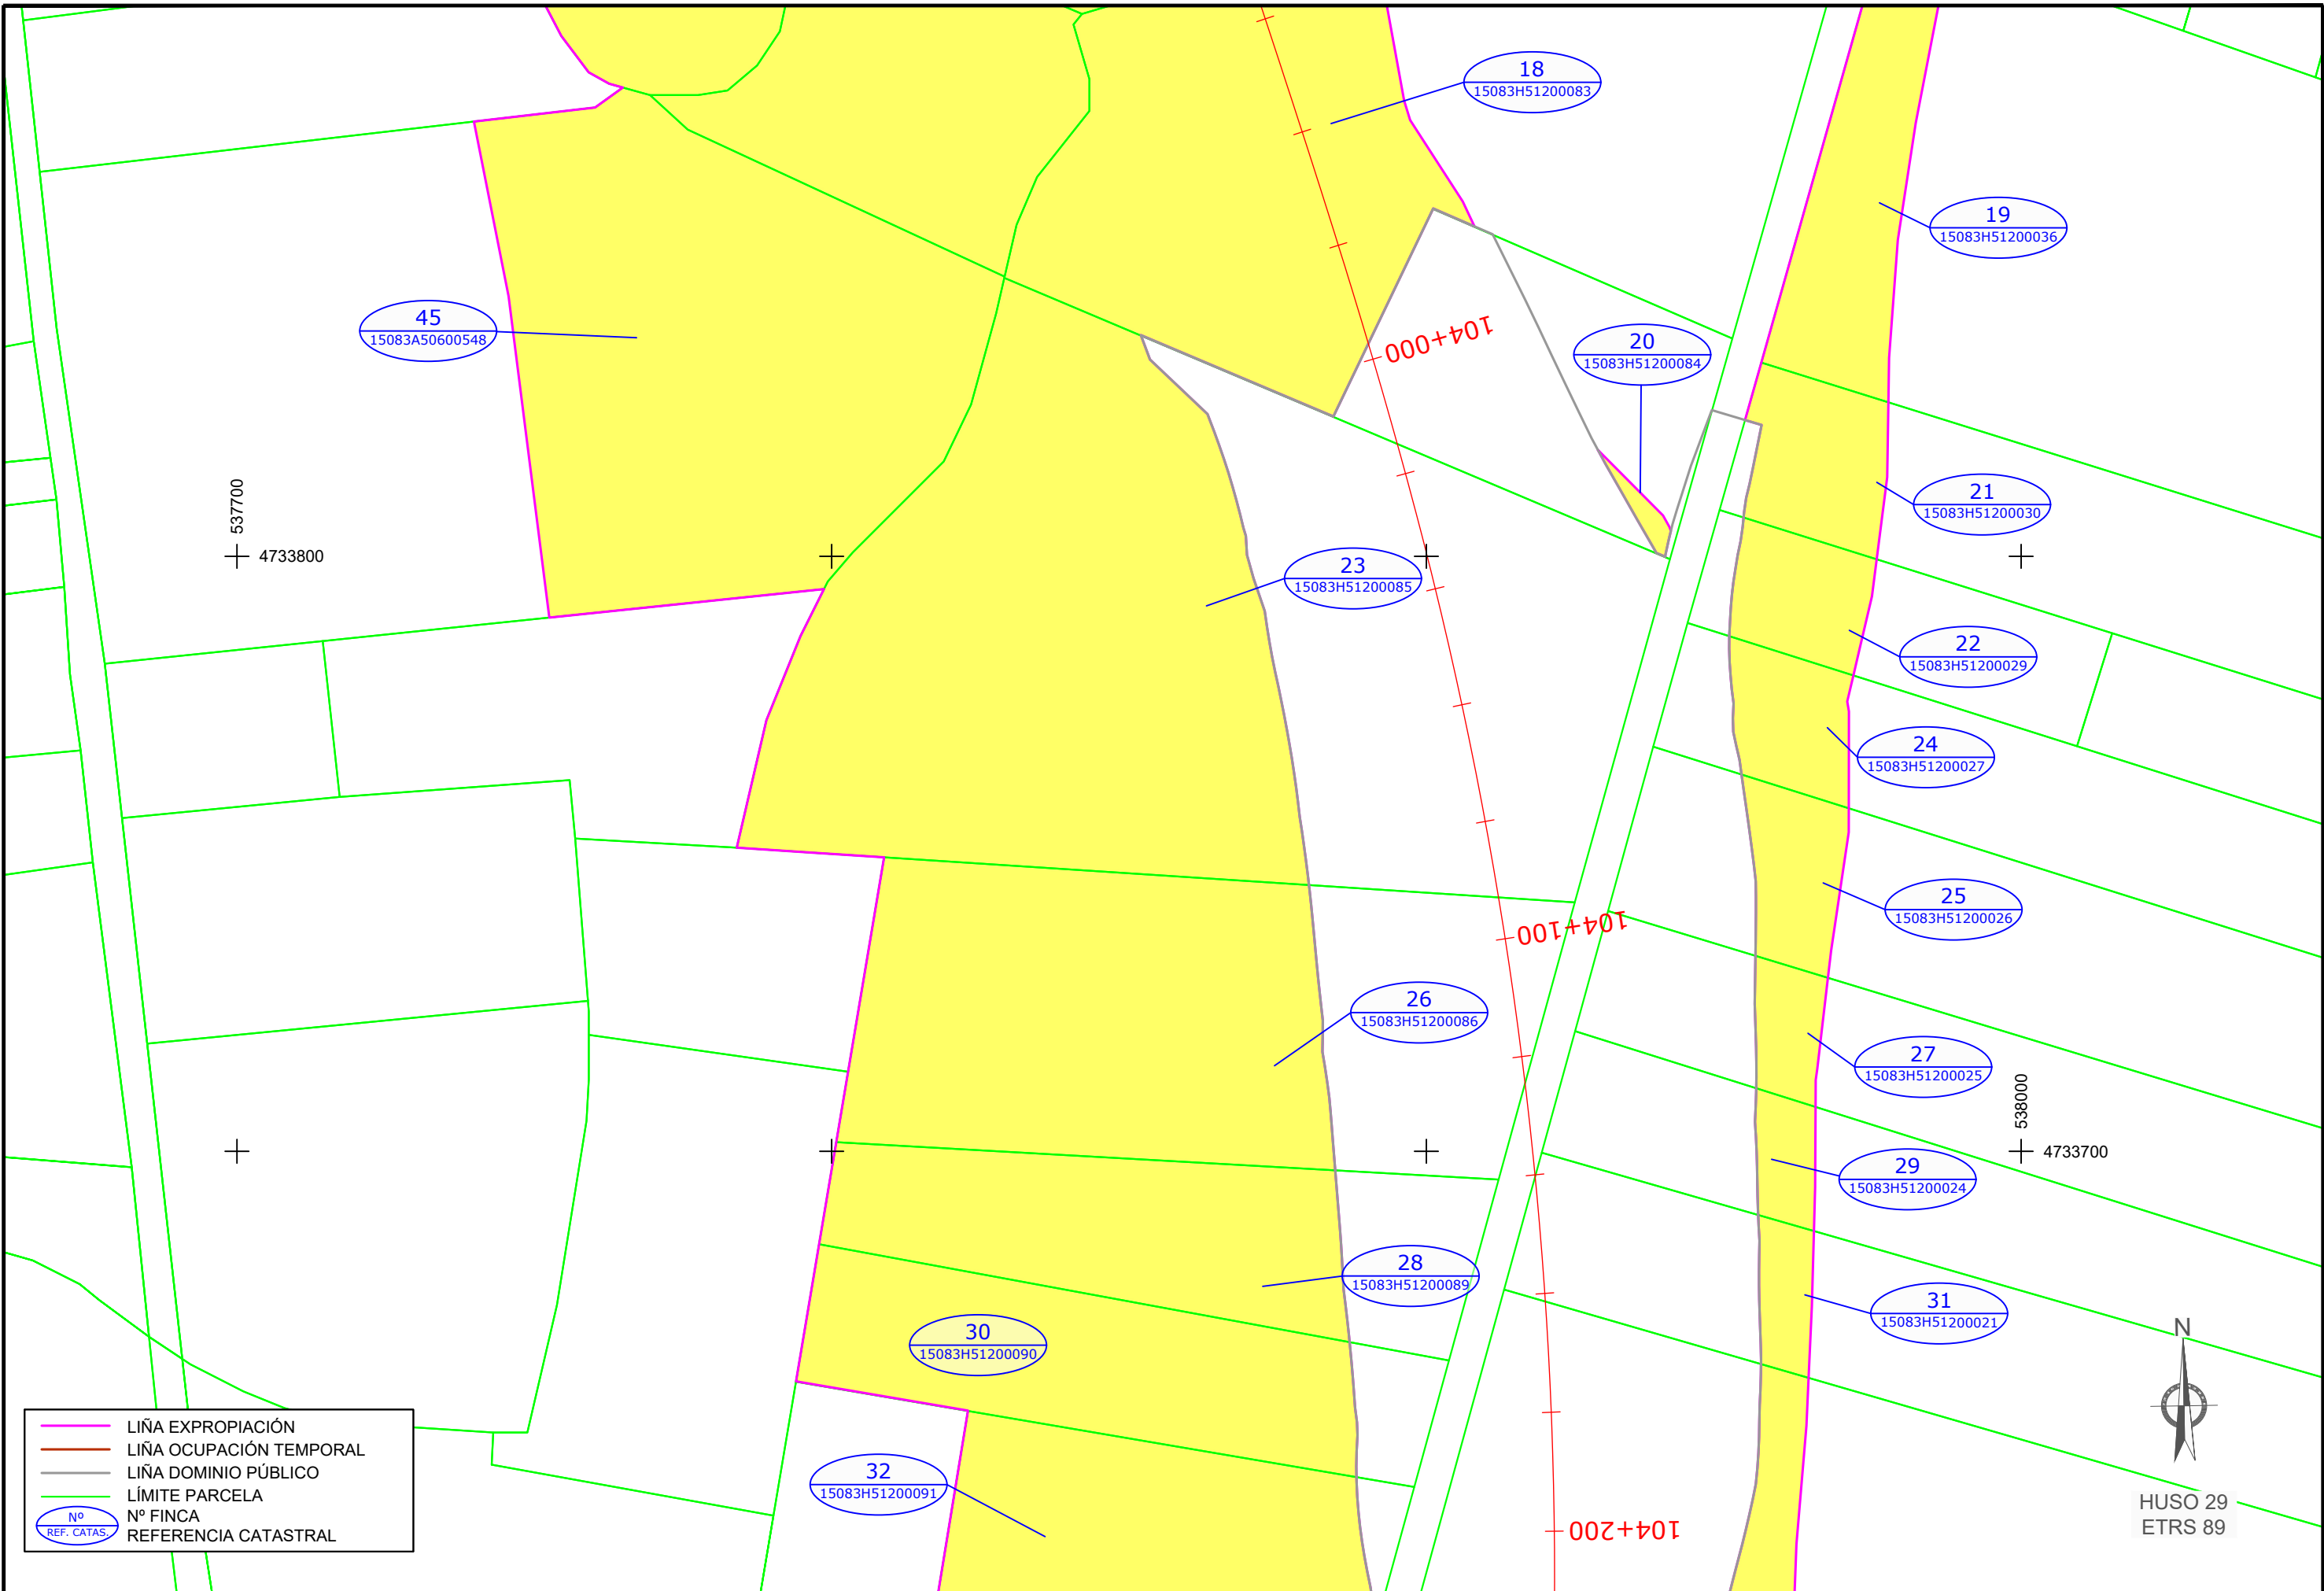 18
15083H51200083
19
15083H51200036
45
15083A50600548
104+000
20
15083H51200084
537700
4733800
21
15083H51200030
23
15083H51200085
22
15083H51200029
24
15083H51200027
25
15083H51200026
104+100
26
15083H51200086
27
15083H51200025
538000
4733700
29
15083H51200024
28
15083H51200089
31
15083H51200021
30
15083H51200090
N
32
15083H51200091
104+200
HUSO 29
ETRS 89
LIÑA EXPROPIACIÓN
LIÑA OCUPACIÓN TEMPORAL
LIÑA DOMINIO PÚBLICO
LÍMITE PARCELA
Nº
REF. CATAS.
Nº FINCA
REFERENCIA CATASTRAL